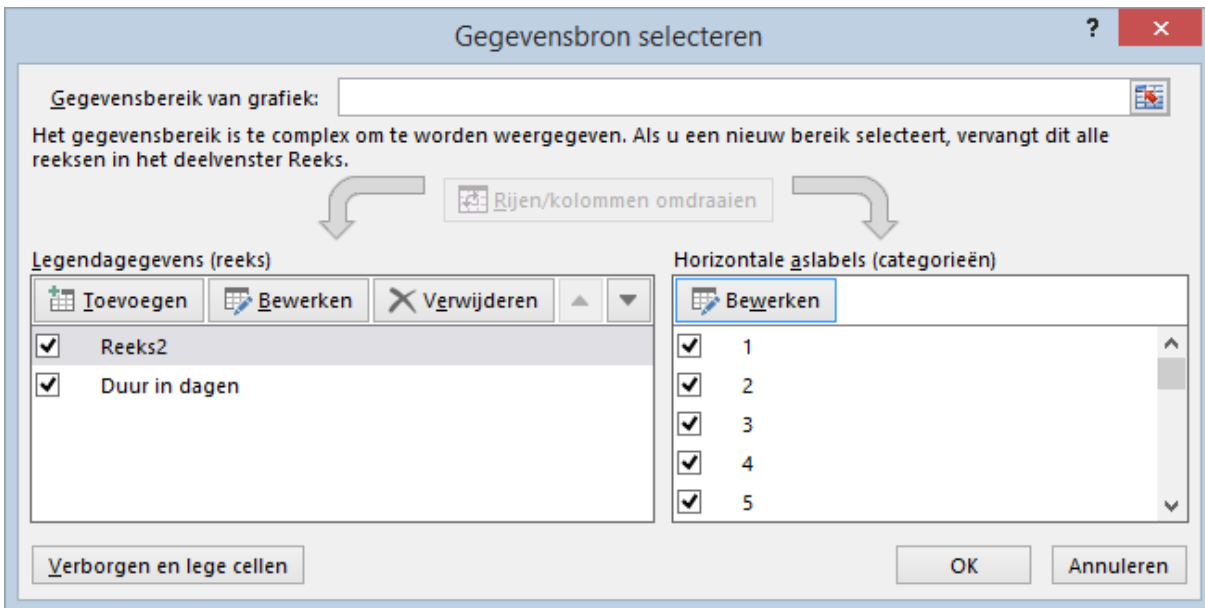 Gegevensbron selecteren
?
Gegevensbereik van grafiek:
Het gegevensbereik is te complex om te worden weergegeven. Als u een nieuw bereik selecteert, vervangt dit alle
reeksen in het deelvenster Reeks.
Rijen/kolommen omdraaien
Legendagegevens (reeks)
Toevoegen Bewerken Verwijderen
Reeks2
Duur in dagen
Horizontale aslabels (categorieën)
Bewerken
1
2
3
4
5
Verborgen en lege cellen
OK Annuleren